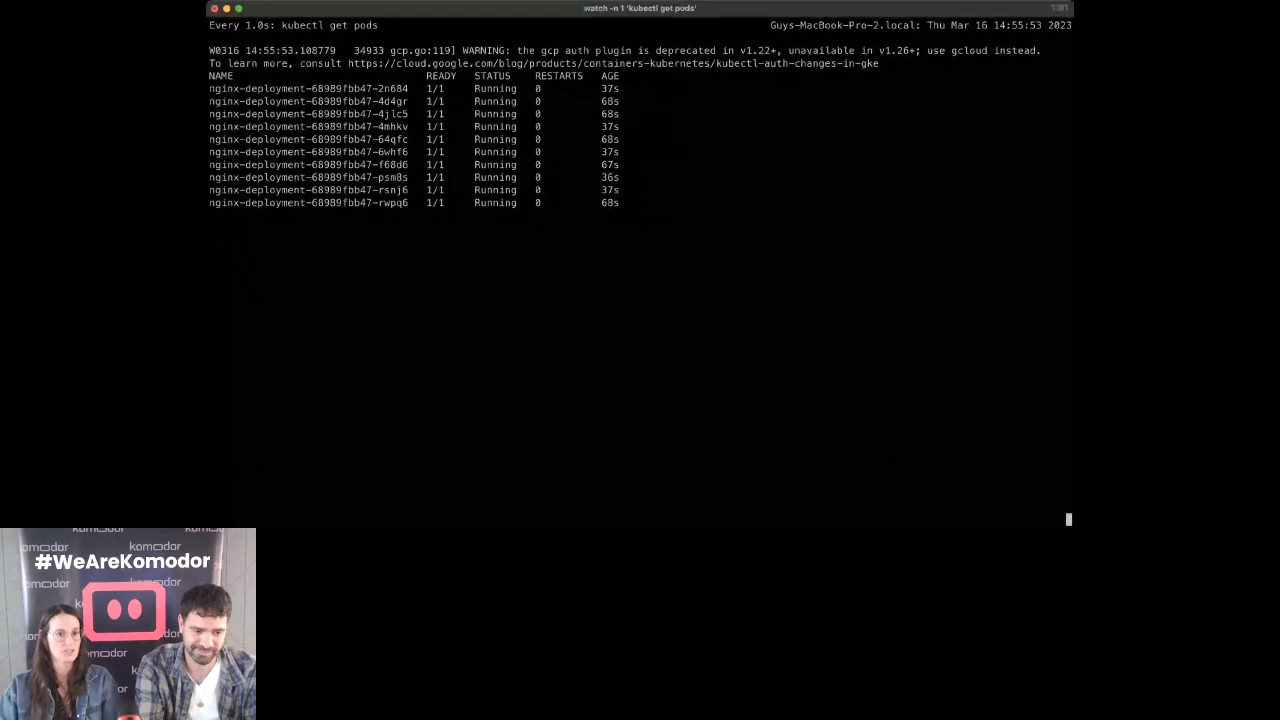 watch -n 1 'kubectl get pods'
Every 1.0s: kubectl get pods Guys-MacBook-Pro-2.local: Thu Mar 16 14:55:53 2023
W0316 14:55:53.108779 34933 gcp.go:119] WARNING: the gcp auth plugin is deprecated in v1.22+, unavailable in v1.26+; use gcloud instead.
To learn more, consult https://cloud.google.com/blog/products/containers-kubernetes/kubectl-auth-changes-in-gke
NAME READY STATUS RESTARTS AGE
nginx-deployment-68989fbb47-2n684 1/1 Running 0 37s
nginx-deployment-68989fbb47-4d4gr 1/1 Running 0 68s
nginx-deployment-68989fbb47-4jlc5 1/1 Running 0 68s
nginx-deployment-68989fbb47-4mhkv 1/1 Running 0 37s
nginx-deployment-68989fbb47-64qfc 1/1 Running 0 68s
nginx-deployment-68989fbb47-6whf6 1/1 Running 0 37s
nginx-deployment-68989fbb47-f68d6 1/1 Running 0 67s
nginx-deployment-68989fbb47-psm8s 1/1 Running 0 36s
nginx-deployment-68989fbb47-rsnj6 1/1 Running 0 37s
nginx-deployment-68989fbb47-rwpq6 1/1 Running 0 68s
komodor
komodor
#WeAreKomodor
komodor